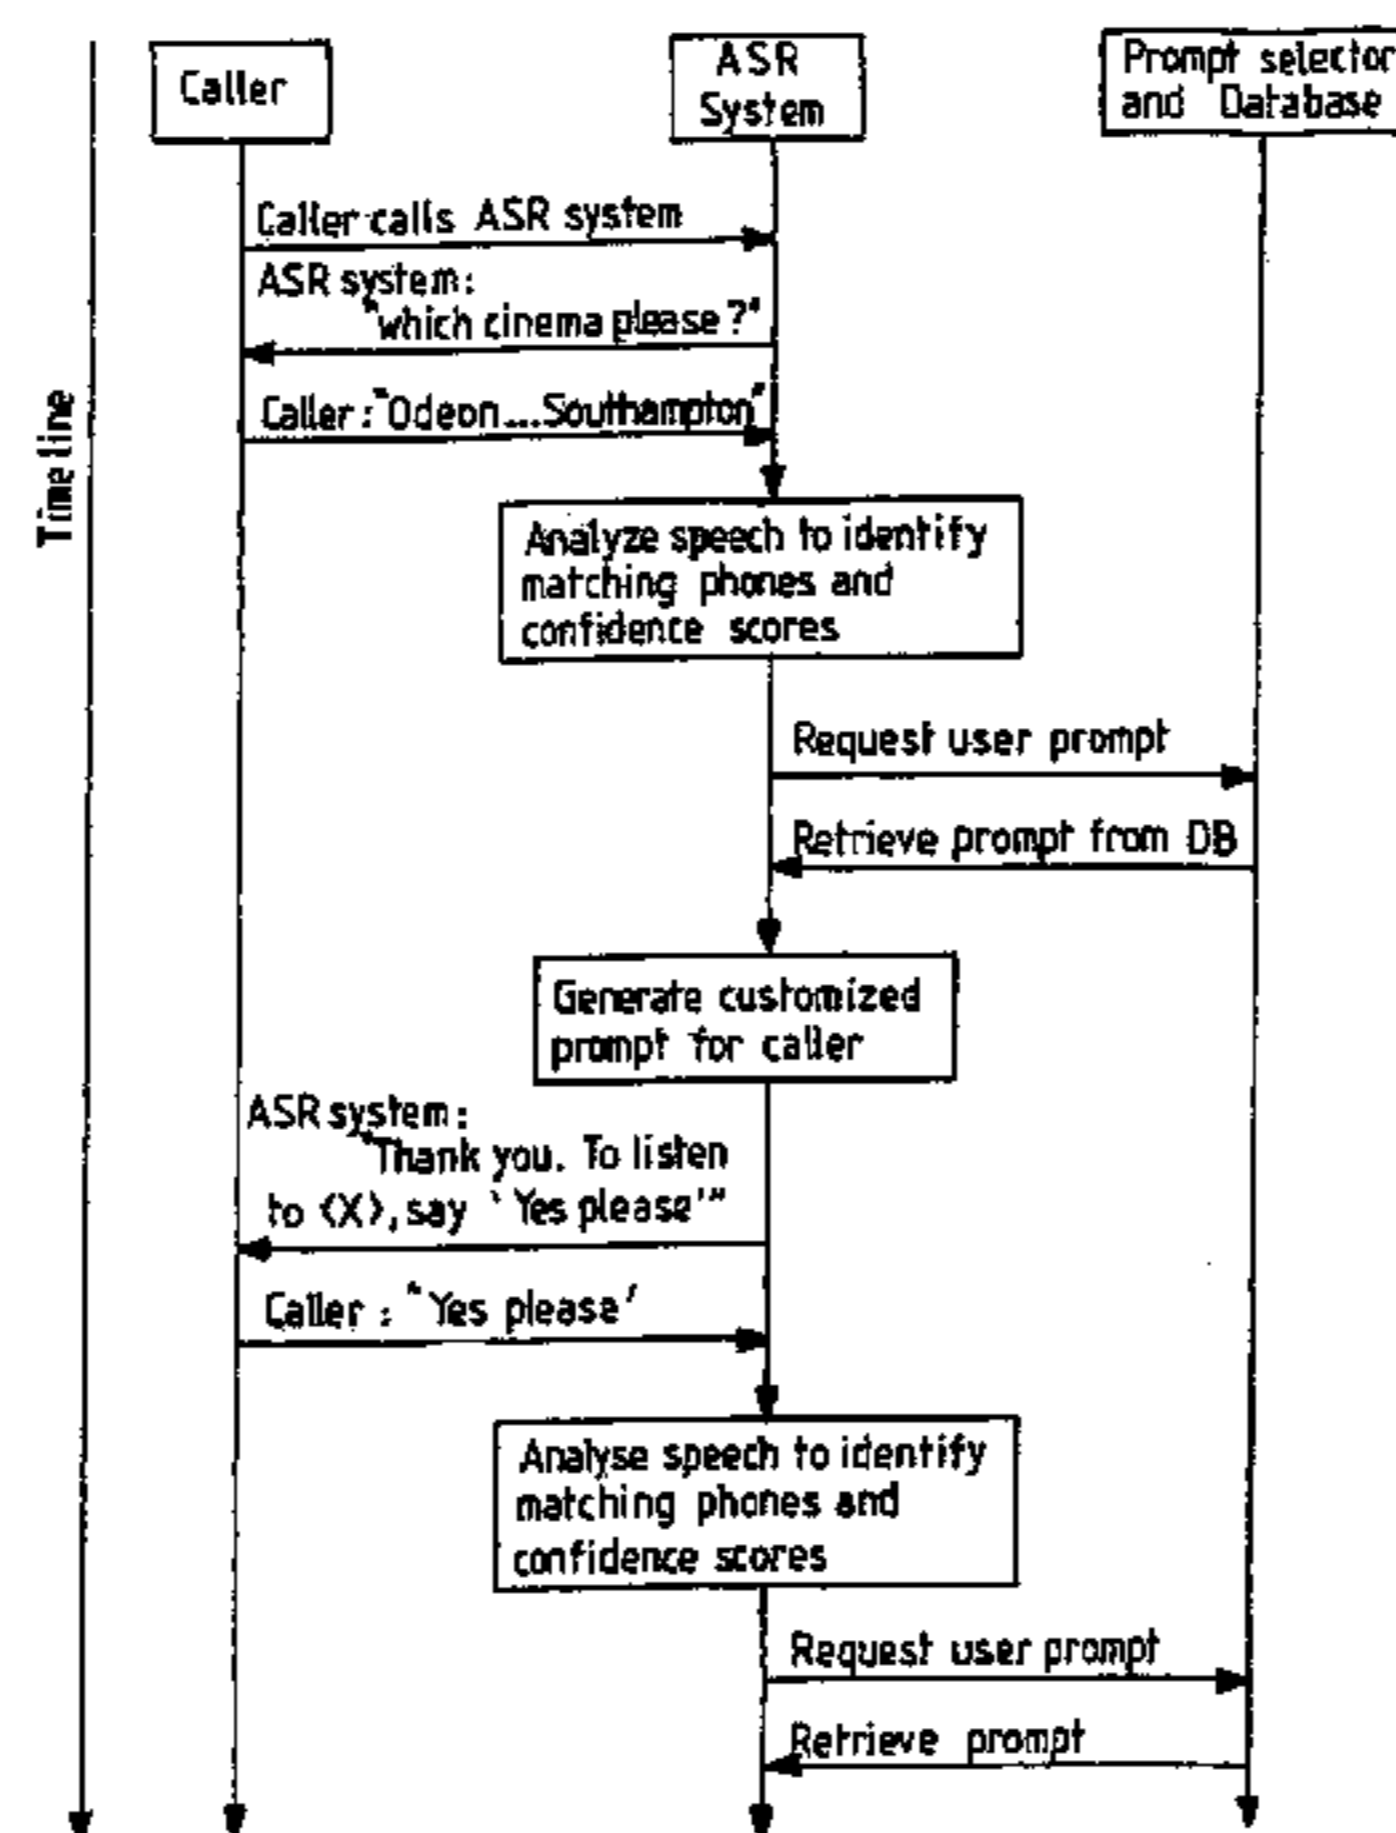 Caller
ASR
System
Prompt selector
and Database
Caller calls ASR system
ASR system:
"which cinema please?"
Caller: "Odeon...Southampton"
Time line
Analyze speech to identify
matching phones and
confidence scores
Request user prompt
Retrieve prompt from DB
Generate customized
prompt for caller
ASR system:
"Thank you. To listen
to <X>, say 'Yes please'"
Caller: "Yes please'
Analyse speech to identify
matching phones and
confidence scores
Request user prompt
Retrieve prompt